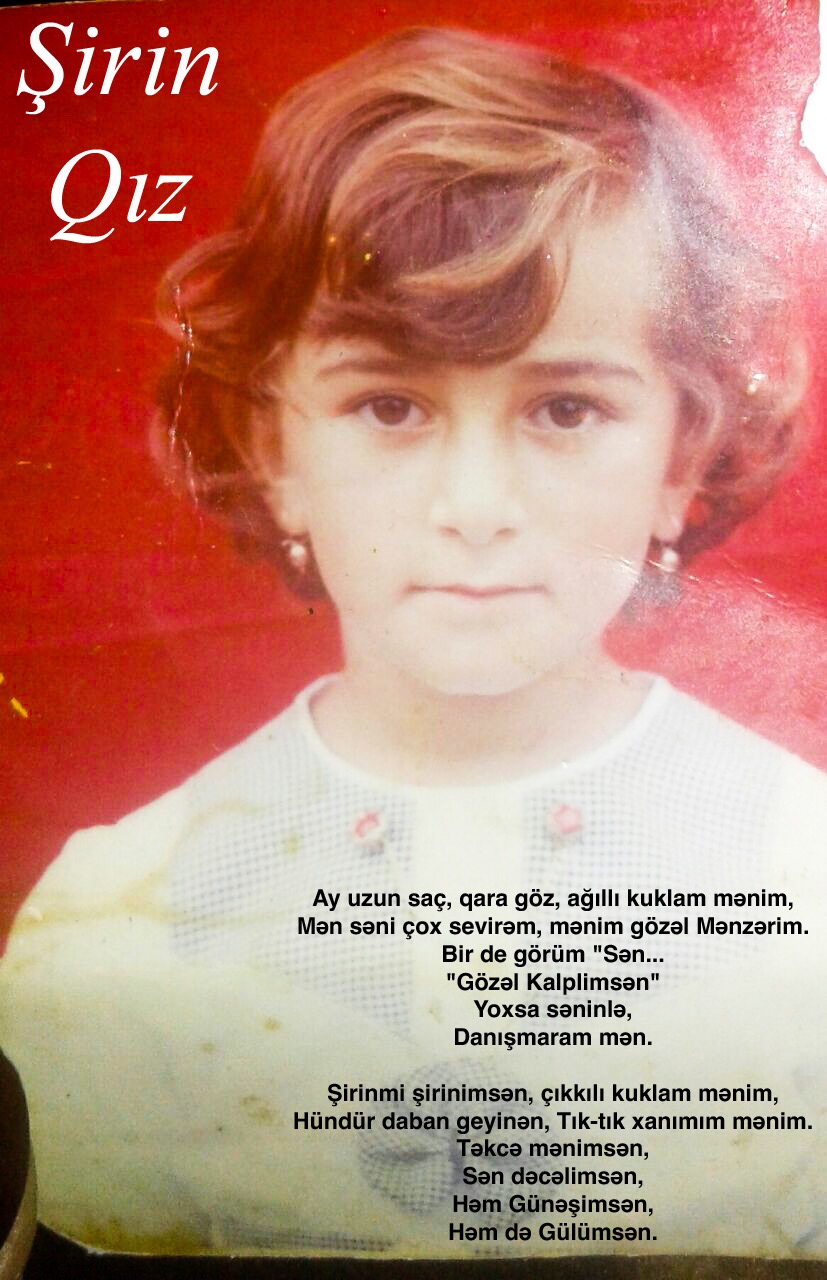 Şirin
Qız
Ay uzun saç, qara göz, ağıllı kuklam mənim,
Mən səni çox sevirəm, mənim gözəl Mənzərim.
Bir de görüm "Sən...
"Gözəl Kalplimsən"
Yoxsa səninlə,
Danışmaram mən.
Şirinmi şirinimsən, çıkkılı kuklam mənim,
Hündür daban geyinən, Tık-tık xanımım mənim.
Təkcə mənimsən,
Sən dəcəlimsən,
Həm Günəşimsən,
Həm də Gülümsən.